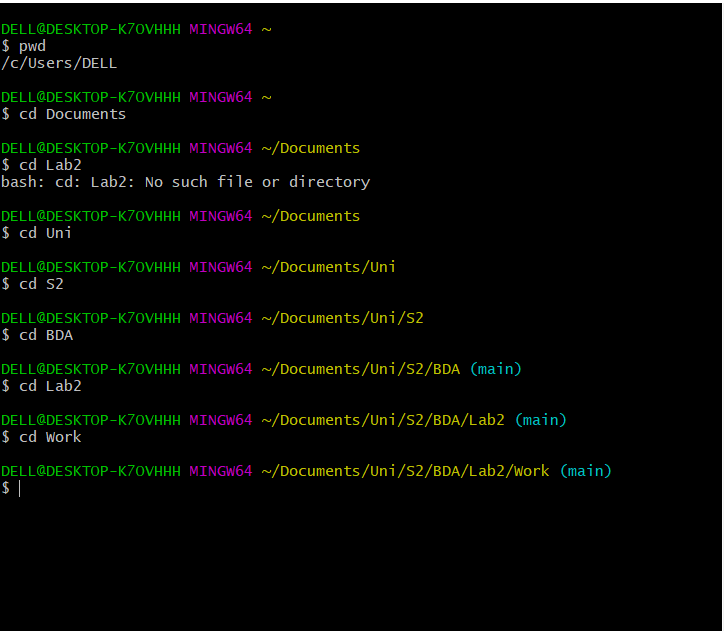 DELL@DESKTOP-K7OVHHH MINGW64 ~
$ pwd
/c/Users/DELL
DELL@DESKTOP-K7OVHHH MINGW64 ~
$ cd Documents
DELL@DESKTOP-K7OVHHH MINGW64 ~/Documents
$ cd Lab2
bash: cd: Lab2: No such file or directory
DELL@DESKTOP-K7OVHHH MINGW64 ~/Documents
$ cd Uni
DELL@DESKTOP-K7OVHHH MINGW64 ~/Documents/Uni
$ cd S2
DELL@DESKTOP-K7OVHHH MINGW64 ~/Documents/Uni/S2
$ cd BDA
DELL@DESKTOP-K7OVHHH MINGW64 ~/Documents/Uni/S2/BDA (main)
$ cd Lab2
DELL@DESKTOP-K7OVHHH MINGW64 ~/Documents/Uni/S2/BDA/Lab2 (main)
$ cd Work
DELL@DESKTOP-K7OVHHH MINGW64 ~/Documents/Uni/S2/BDA/Lab2/Work (main)
$